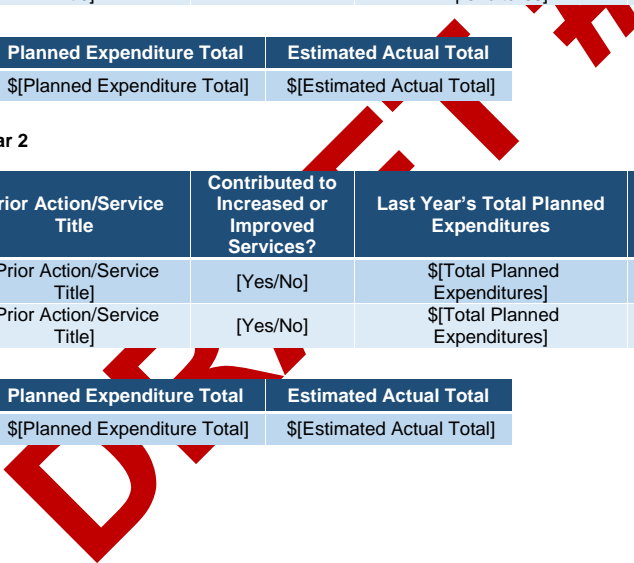 Planned Expenditure Total Estimated Actual Total
$[Planned Expenditure Total] $[Estimated Actual Total]
ar 2
rior Action/Service Title Contributed to Increased or Improved Services? Last Year's Total Planned Expenditures
Prior Action/Service Title] [Yes/No] $[Total Planned Expenditures]
Prior Action/Service Title] [Yes/No] $[Total Planned Expenditures]
Planned Expenditure Total Estimated Actual Total
$[Planned Expenditure Total] $[Estimated Actual Total]